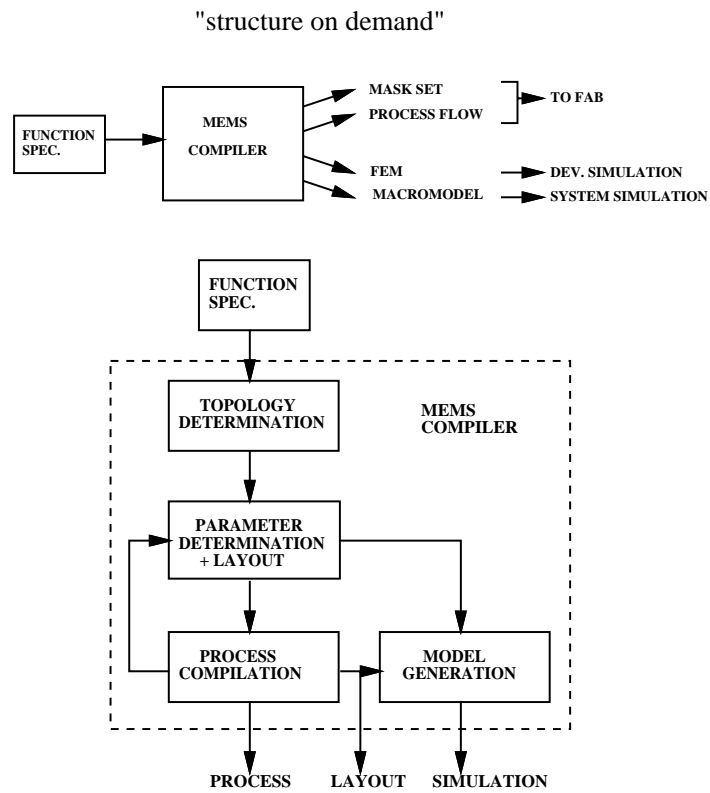 "structure on demand"
FUNCTION
SPEC.
MEMS
COMPILER
MASK SET
PROCESS FLOW
TO FAB
FEM
DEV. SIMULATION
MACROMODEL
SYSTEM SIMULATION
FUNCTION
SPEC.
TOPOLOGY
DETERMINATION
MEMS
COMPILER
PARAMETER
DETERMINATION
+ LAYOUT
PROCESS
COMPILATION
MODEL
GENERATION
PROCESS
LAYOUT
SIMULATION